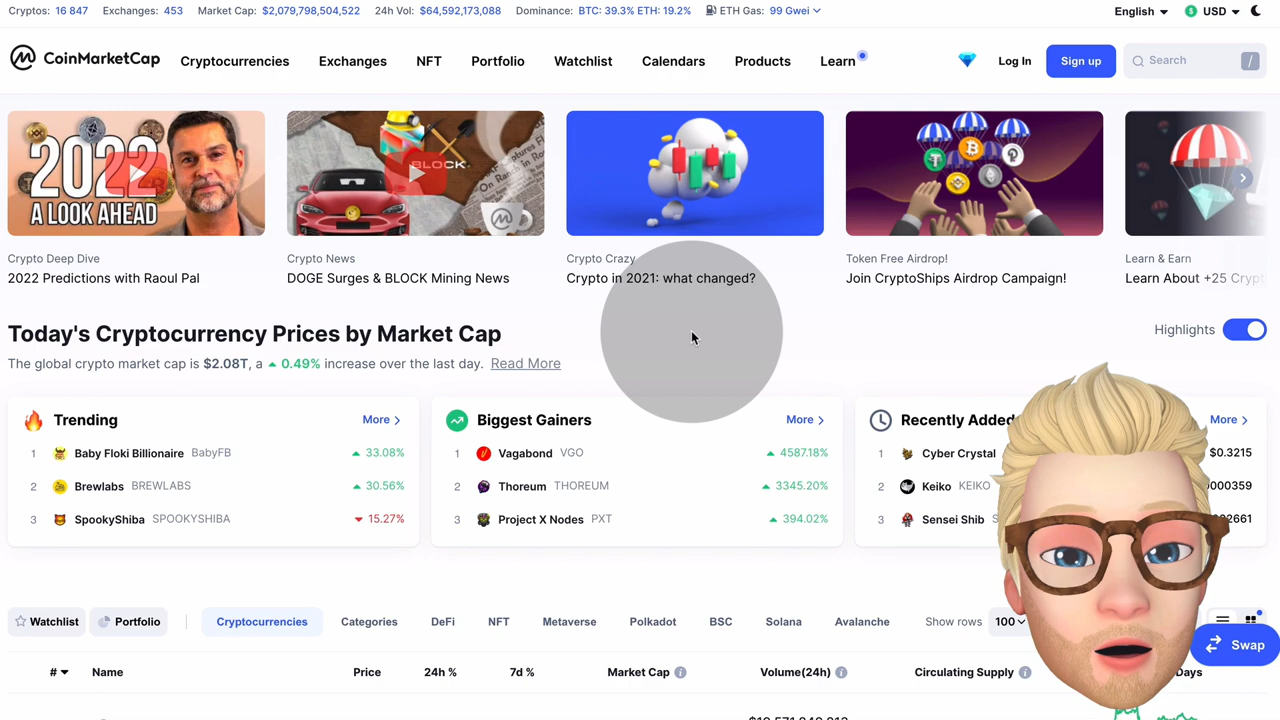 Cryptos: 16 847 Exchanges: 453 Market Cap: $2,079,798,504,522 24h Vol: $64,592,173,088 Dominance: BTC: 39.3% ETH: 19.2% ETH Gas: 99 Gwei English USD
CoinMarketCap Cryptocurrencies Exchanges NFT Portfolio Watchlist Calendars Products Learn Log In Sign up Search /
2022
A LOOK AHEAD
BLOCK
Crypto Deep Dive Crypto News Crypto Crazy Token Free Airdrop! Learn & Earn
2022 Predictions with Raoul Pal DOGE Surges & BLOCK Mining News Crypto in 2021: what changed? Join CryptoShips Airdrop Campaign! Learn About +25 Crypt
Today's Cryptocurrency Prices by Market Cap Highlights
The global crypto market cap is $2.08T, a 0.49% increase over the last day. Read More
Trending More Biggest Gainers More Recently Added More
1 Baby Floki Billionaire BabyFB 33.08% 1 Vagabond VGO 4587.18% 1 Cyber Crystal $0.3215
2 Brewlabs BREWLABS 30.56% 2 Thoreum THOREUM 3345.20% 2 Keiko KEIKO 000359
3 SpookyShiba SPOOKYSHIBA 15.27% 3 Project X Nodes PXT 394.02% 3 Sensei Shib S 2661
Watchlist Portfolio Cryptocurrencies Categories DeFi NFT Metaverse Polkadot BSC Solana Avalanche Show rows 100
Swap
# Name Price 24h % 7d % Market Cap Volume(24h) Circulating Supply Days